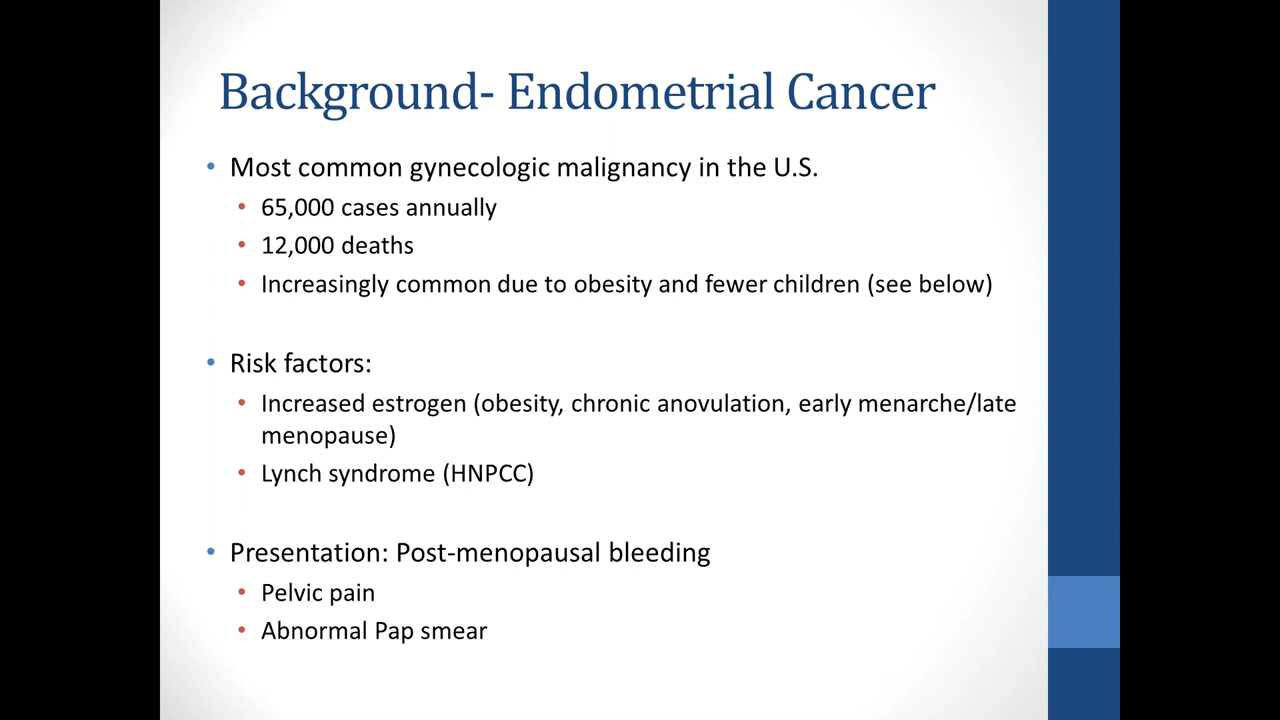 Background- Endometrial Cancer
• Most common gynecologic malignancy in the U.S.
• 65,000 cases annually
• 12,000 deaths
• Increasingly common due to obesity and fewer children (see below)
• Risk factors:
• Increased estrogen (obesity, chronic anovulation, early menarche/late
menopause)
• Lynch syndrome (HNPCC)
• Presentation: Post-menopausal bleeding
• Pelvic pain
• Abnormal Pap smear